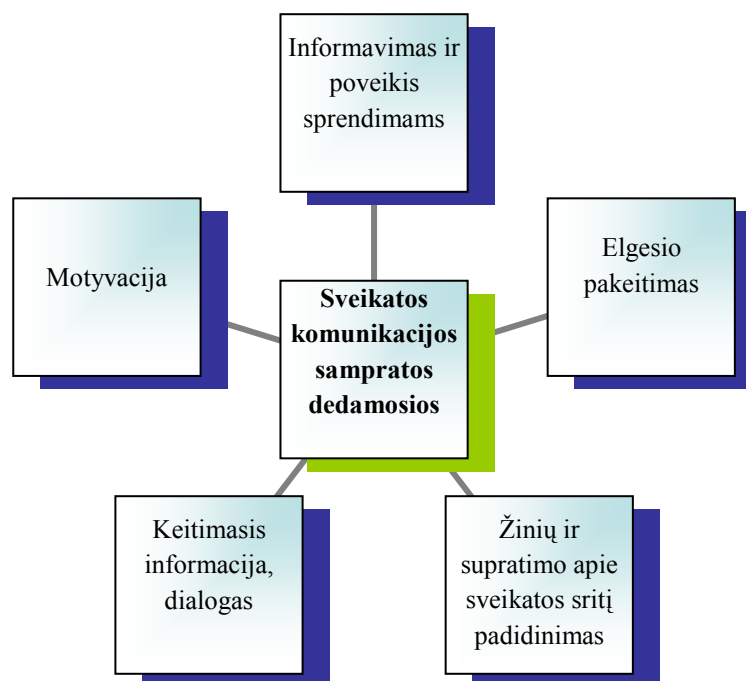 Informavimas ir
poveikis
sprendimams
Motyvacija
Elgesio
pakeitimas
Sveikatos
komunikacijos
sampratos
dedamosios
Keitimasis
informacija,
dialogas
Žinių ir
supratimo apie
sveikatos sritį
padidinimas